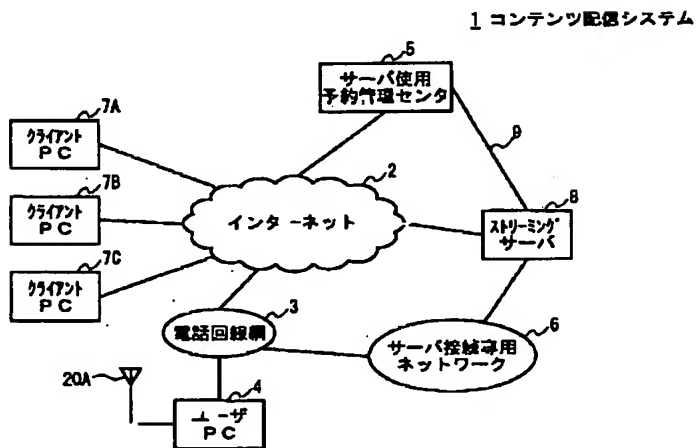 1 コンテンツ配信システム
5
サーバ使用
予約管理センタ
7A
クライアント
PC
9
2
7B
クライアント
PC
インターネット
8
ストリーミング
サーバ
7C
クライアント
PC
3
電話回線網
6
サーバ接続専用
ネットワーク
20A
4
ユーザ
PC